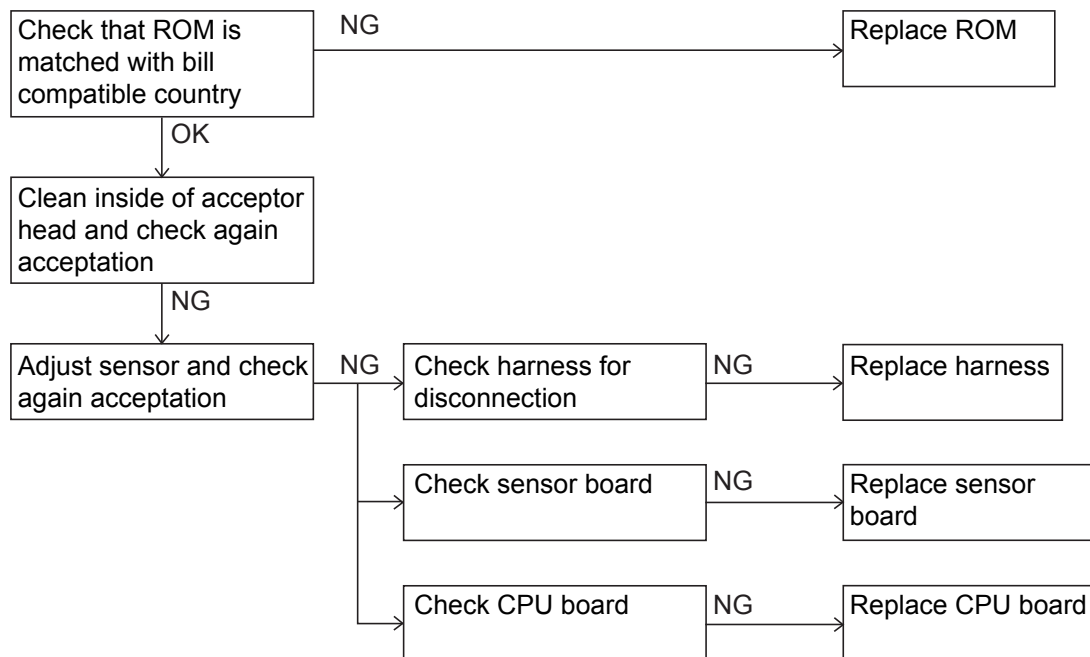 Check that ROM is
matched with bill
compatible country
NG
Replace ROM
OK
Clean inside of acceptor
head and check again
acceptation
NG
Adjust sensor and check
again acceptation
NG
Check harness for
disconnection
NG
Replace harness
Check sensor board
NG
Replace sensor
board
Check CPU board
NG
Replace CPU board